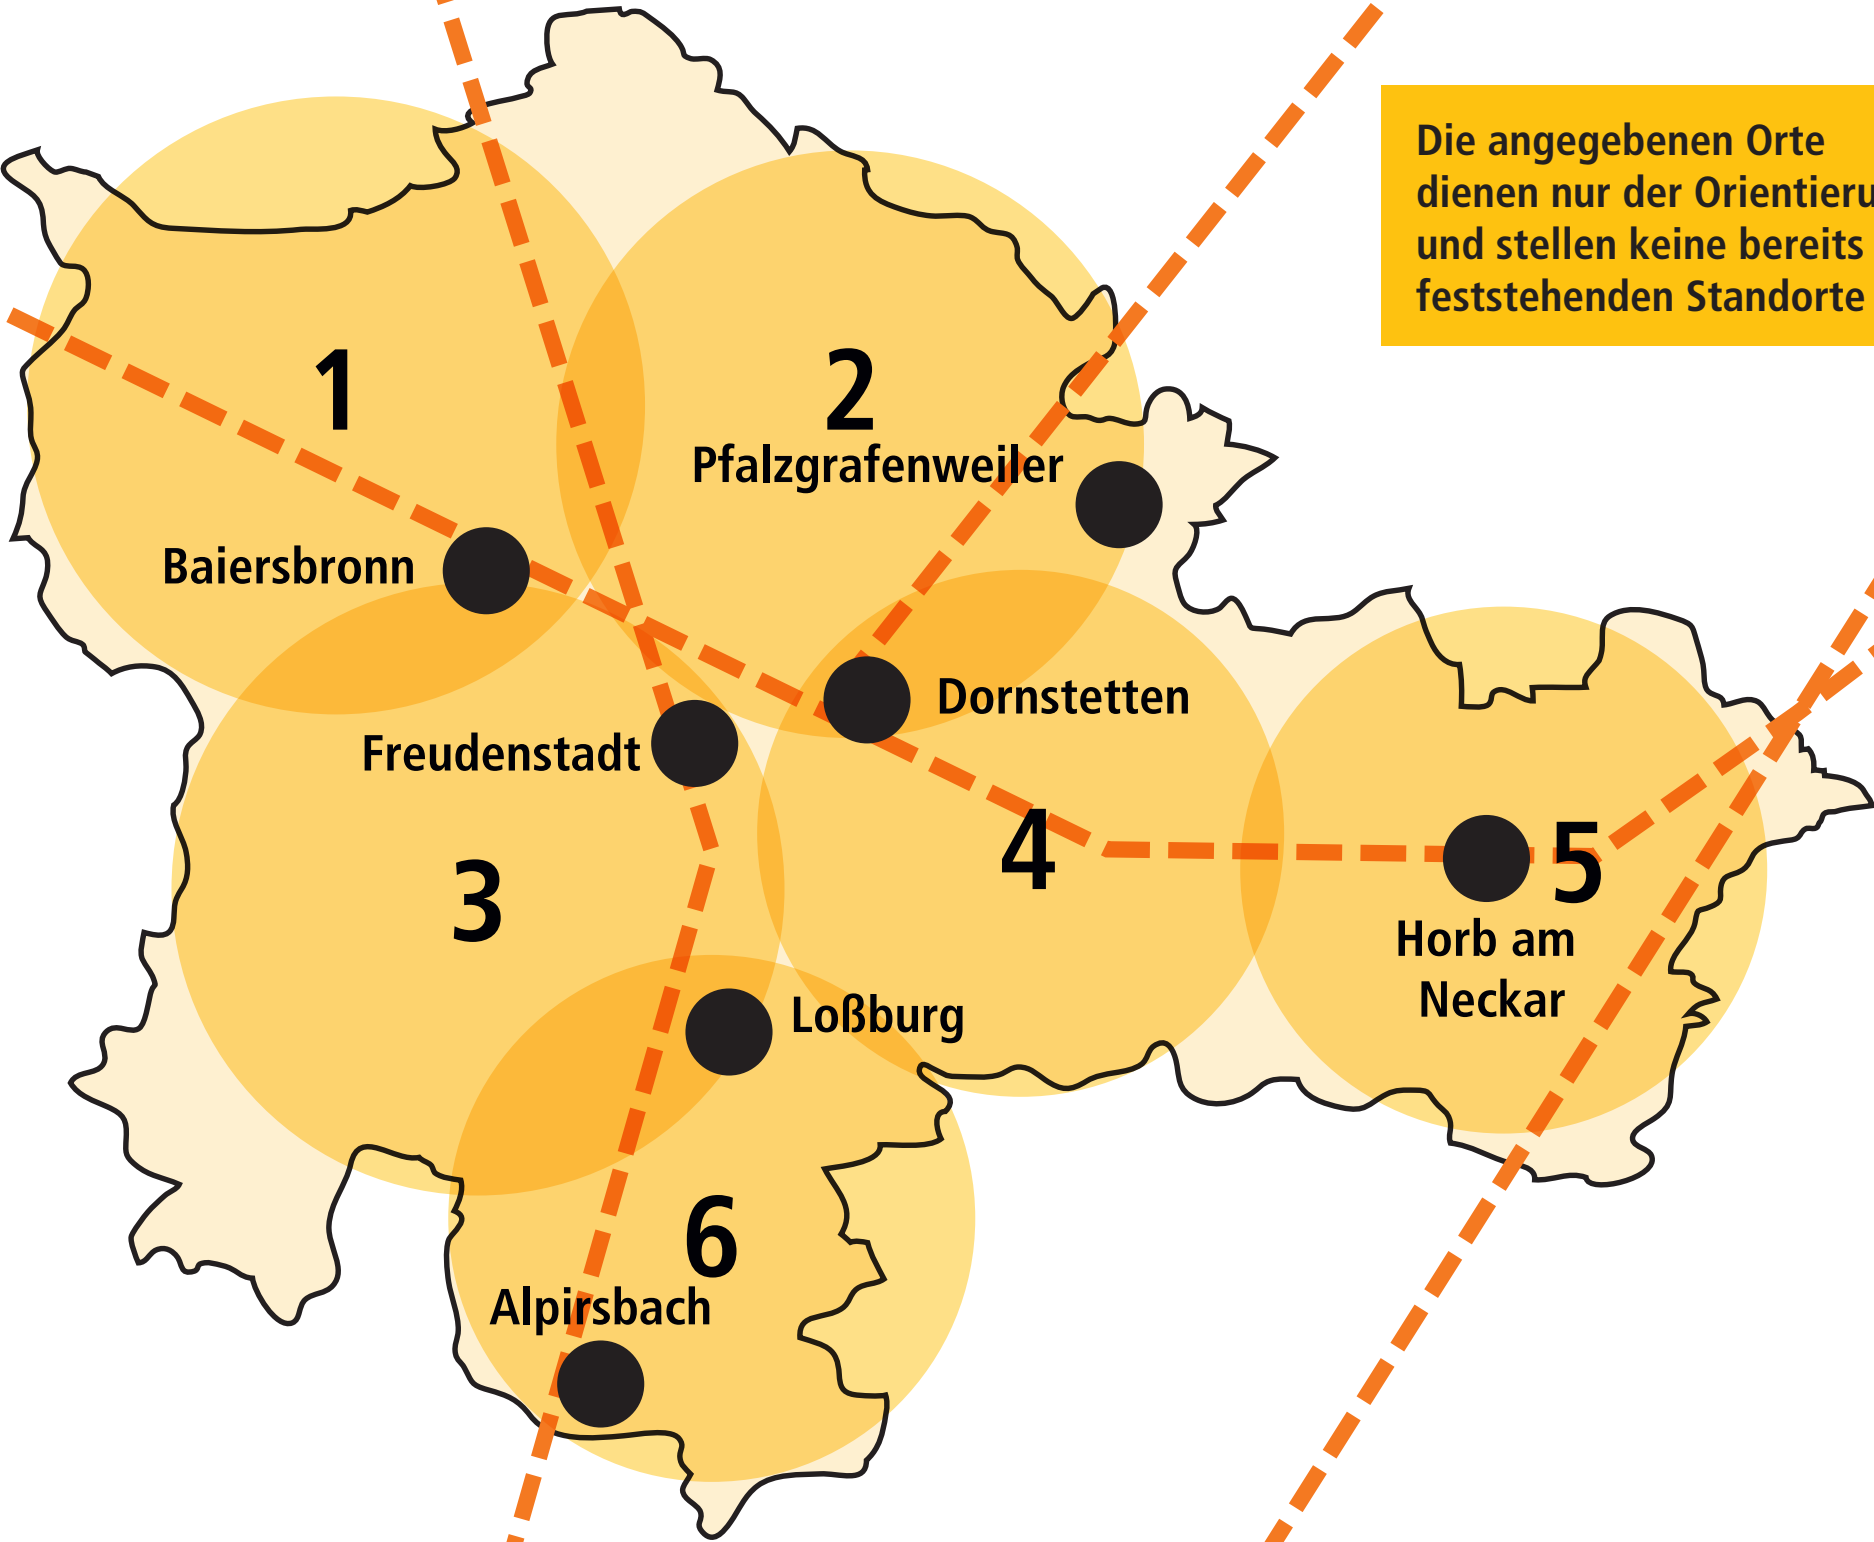 Die angegebenen Orte
dienen nur der Orientieru
und stellen keine bereits
feststehenden Standorte
1
2
Pfalzgrafenweiler
Baiersbronn
Dornstetten
Freudenstadt
4
5
3
Horb am
Neckar
Loßburg
6
Alpirsbach